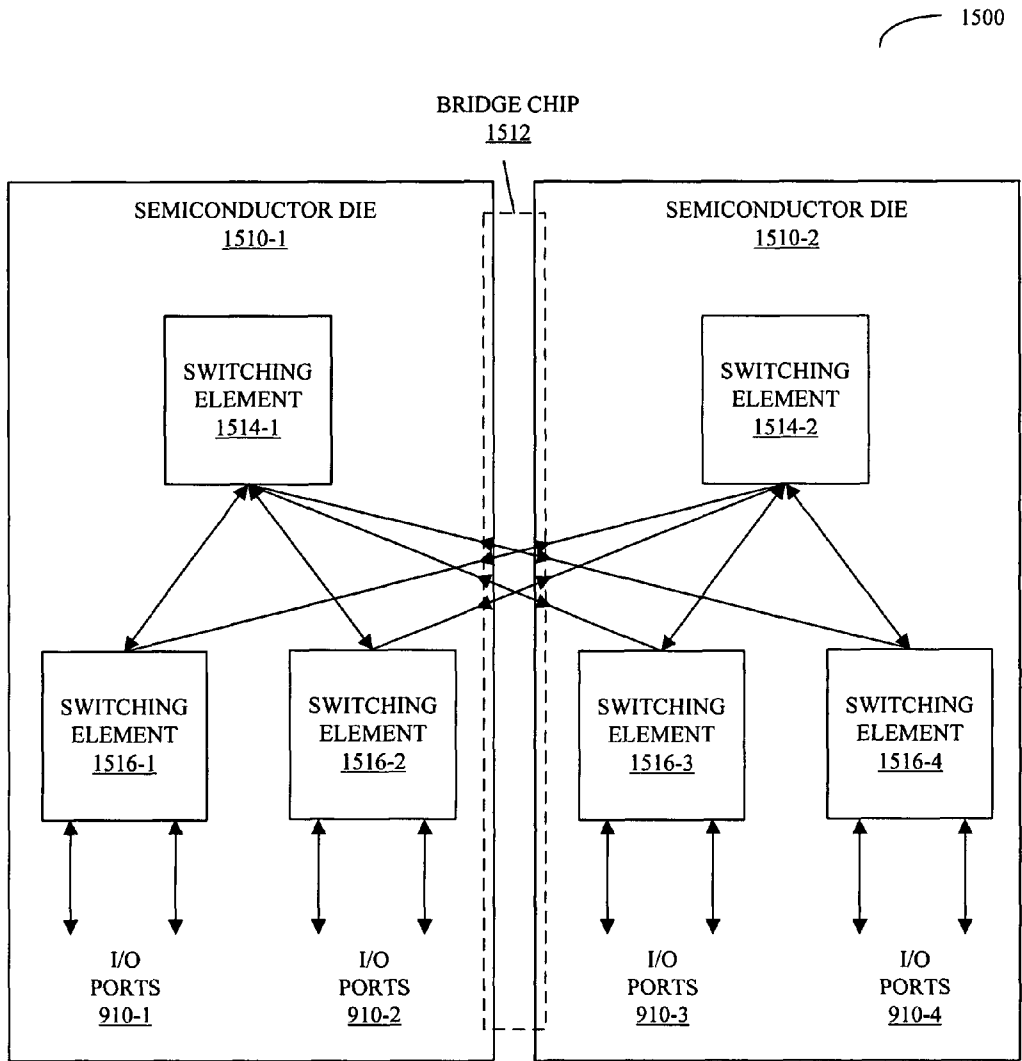 1500
BRIDGE CHIP
1512
SEMICONDUCTOR DIE
1510-1
SEMICONDUCTOR DIE
1510-2
SWITCHING
ELEMENT
1514-1
SWITCHING
ELEMENT
1514-2
SWITCHING
ELEMENT
1516-1
SWITCHING
ELEMENT
1516-2
SWITCHING
ELEMENT
1516-3
SWITCHING
ELEMENT
1516-4
I/O
PORTS
910-1
I/O
PORTS
910-2
I/O
PORTS
910-3
I/O
PORTS
910-4